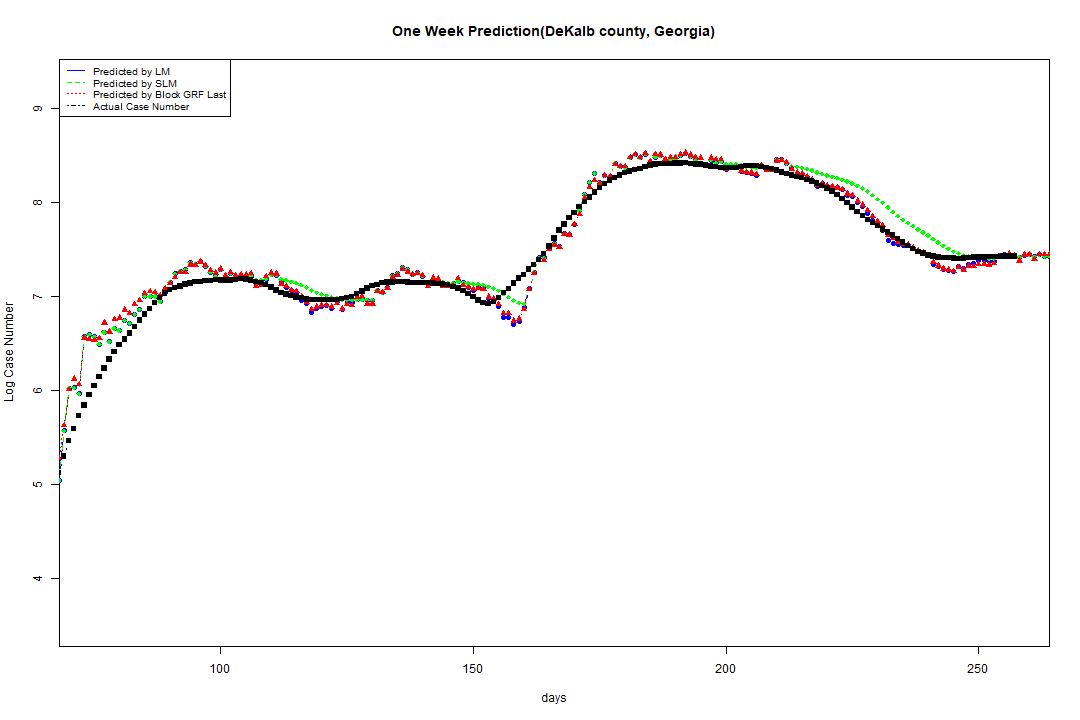 One Week Prediction(DeKalb county, Georgia)
Predicted by LM
Predicted by SLM
Predicted by Block GRF Last
Actual Case Number
9
8
7
6
5
4
Log Case Number
100 150 200 250
days